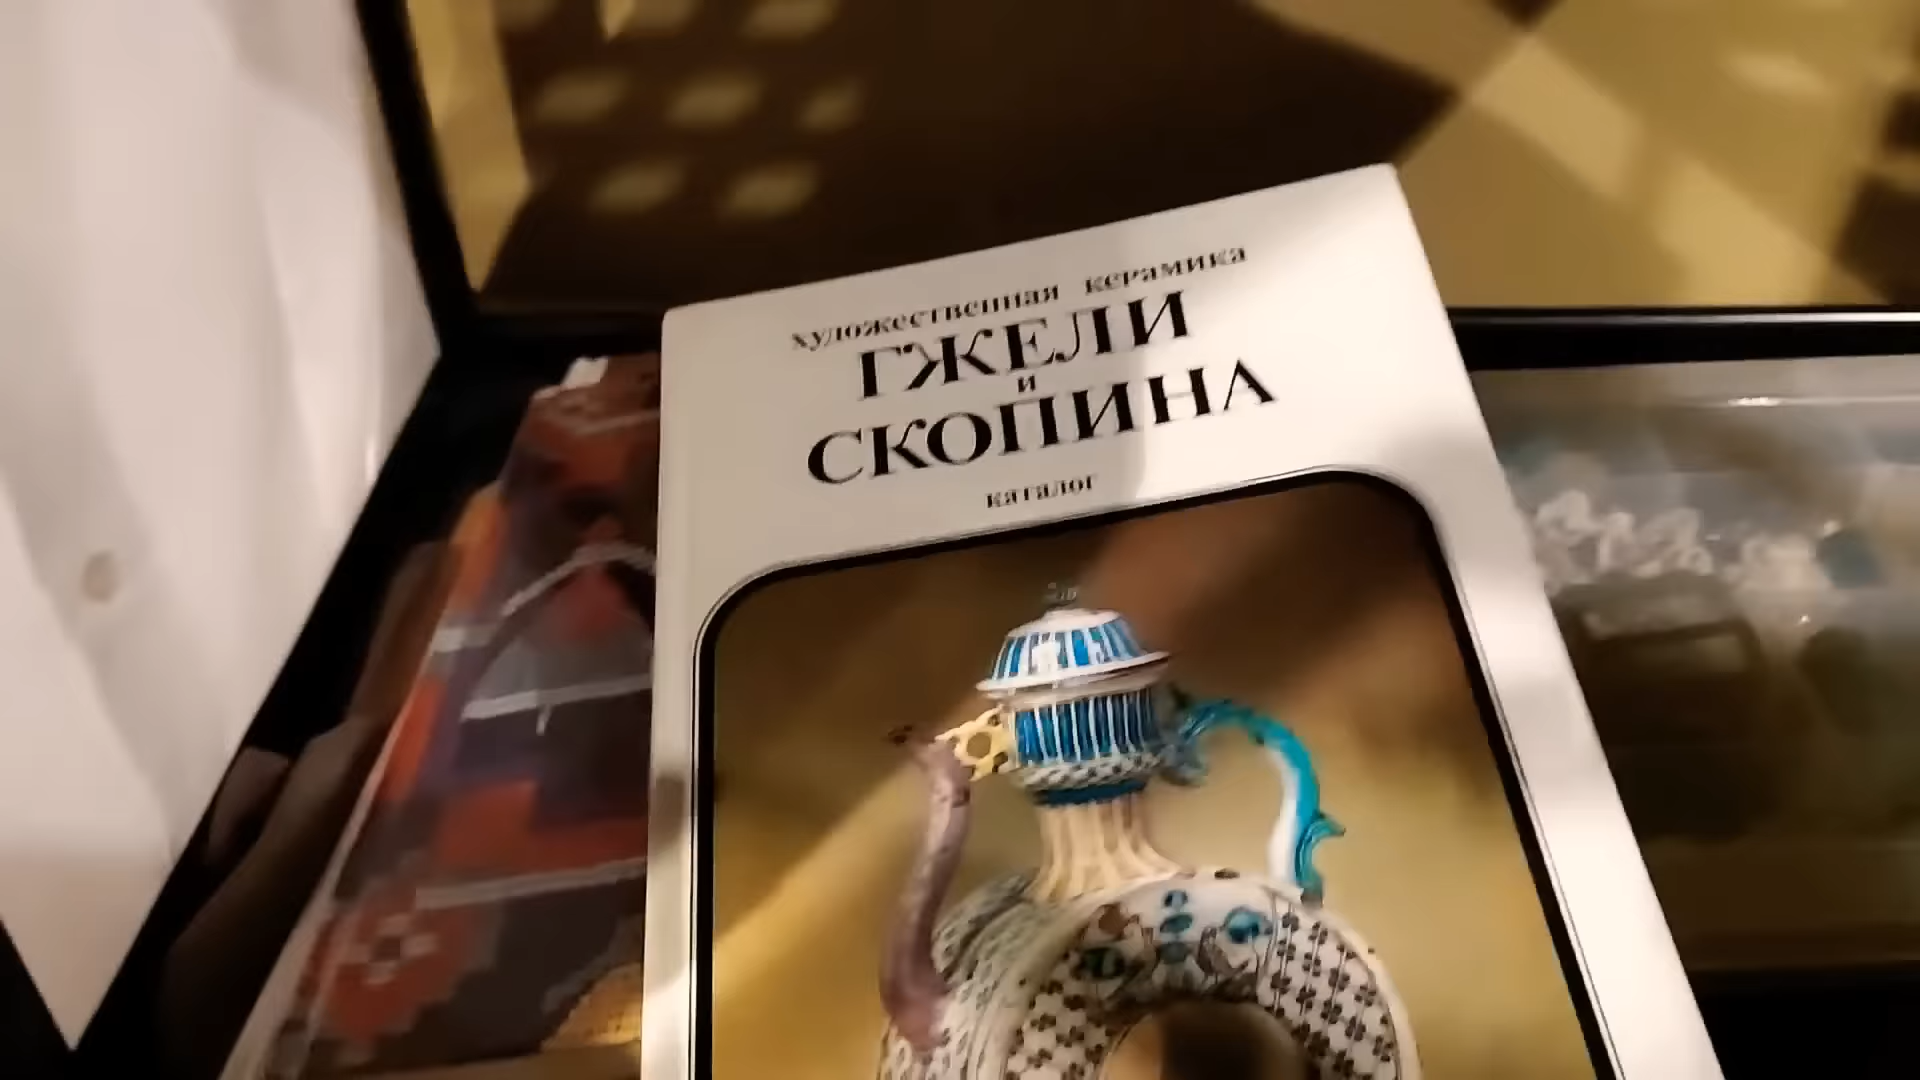 художественная керамика
ГЖЕЛИ
и
СКОПИНА
каталог